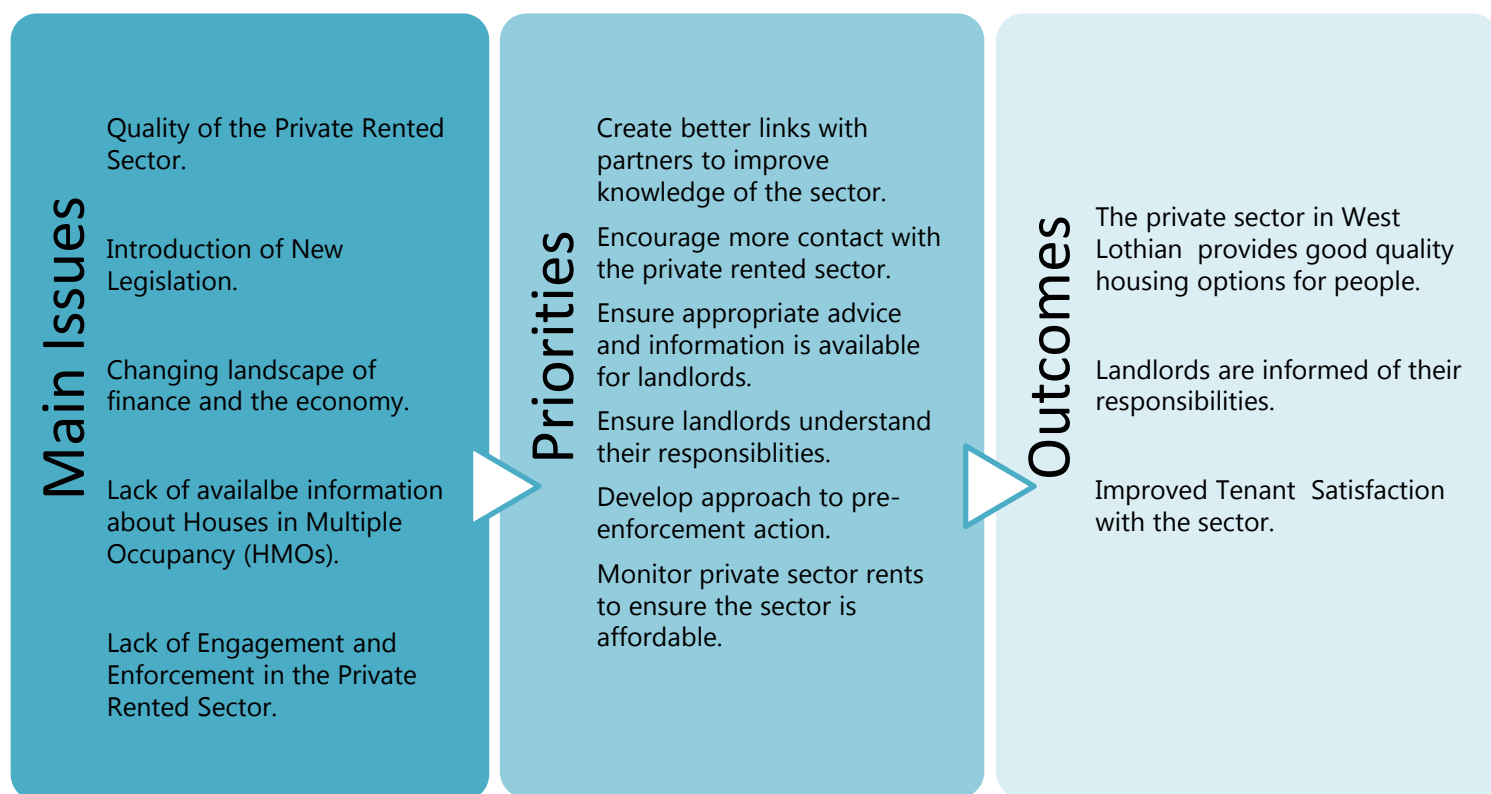 Main Issues
Quality of the Private Rented
Sector.
Introduction of New
Legislation.
Changing landscape of
finance and the economy.
Lack of availalbe information
about Houses in Multiple
Occupancy (HMOs).
Lack of Engagement and
Enforcement in the Private
Rented Sector.
Priorities
Create better links with
partners to improve
knowledge of the sector.
Encourage more contact with
the private rented sector.
Ensure appropriate advice
and information is available
for landlords.
Ensure landlords understand
their responsiblities.
Develop approach to pre-
enforcement action.
Monitor private sector rents
to ensure the sector is
affordable.
Outcomes
The private sector in West
Lothian  provides good quality
housing options for people.
Landlords are informed of their
responsibilities.
Improved Tenant  Satisfaction
with the sector.